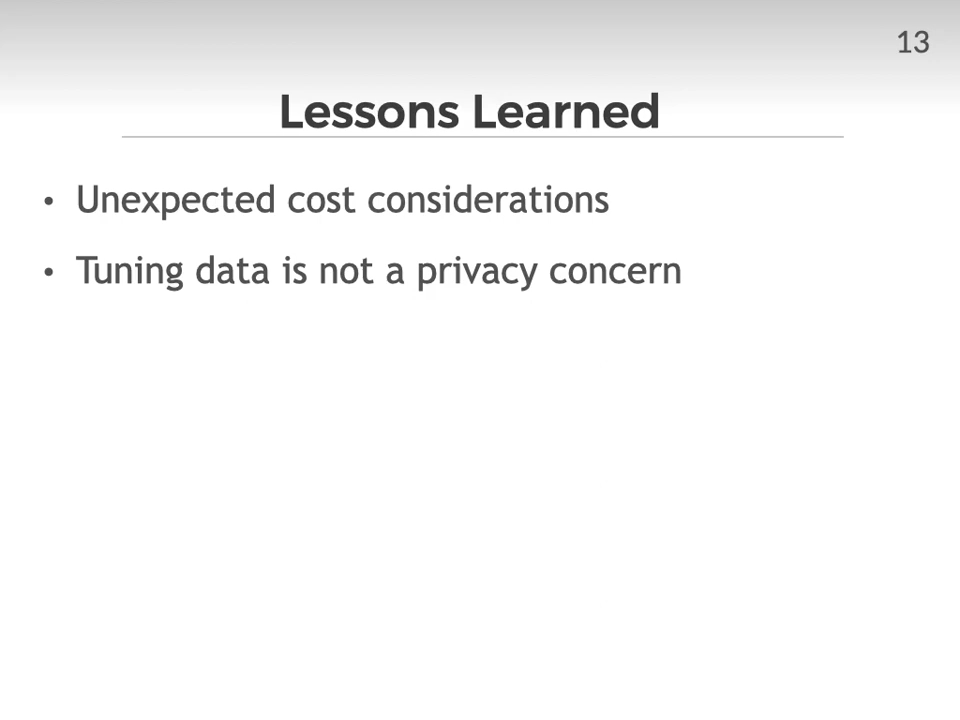 13
Lessons Learned
• Unexpected cost considerations
• Tuning data is not a privacy concern